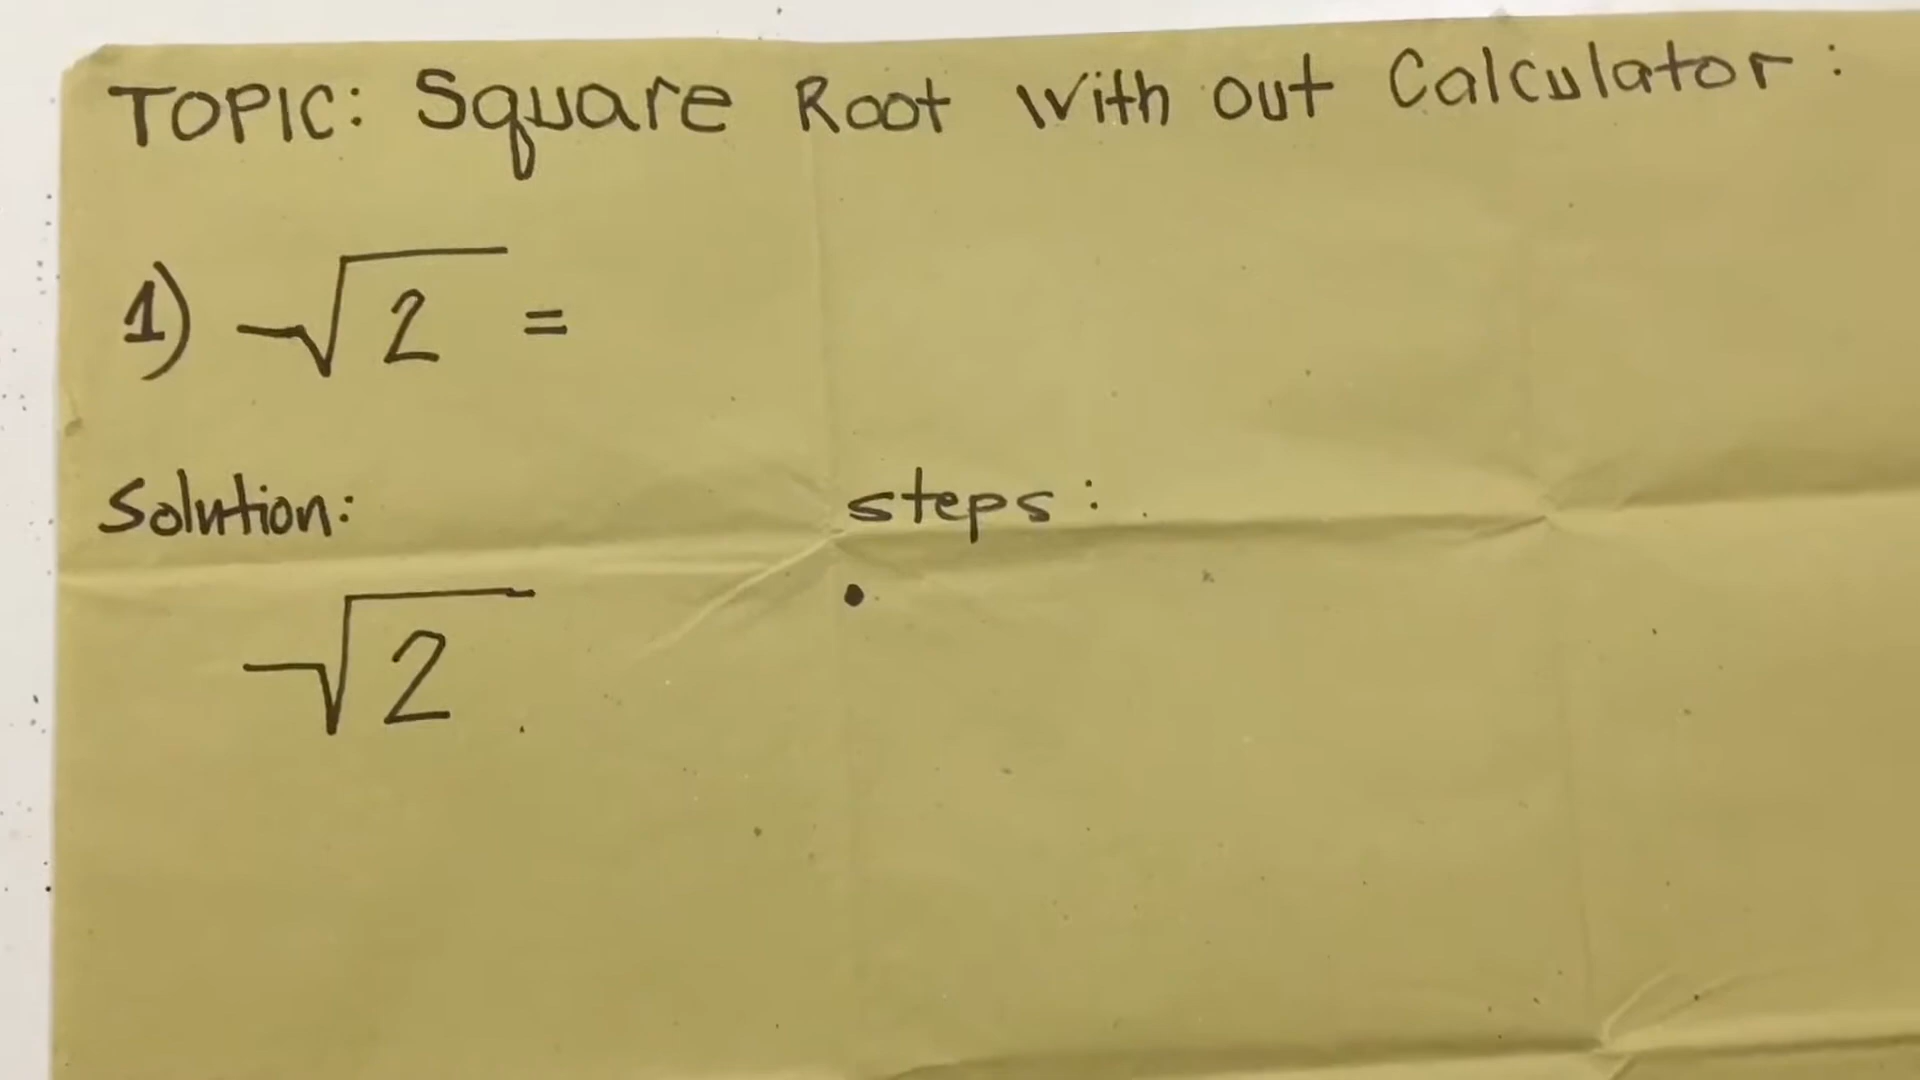 TOPIC: Square Root With out Calculator:
1) √2 =
Solution:
steps:
√2
•